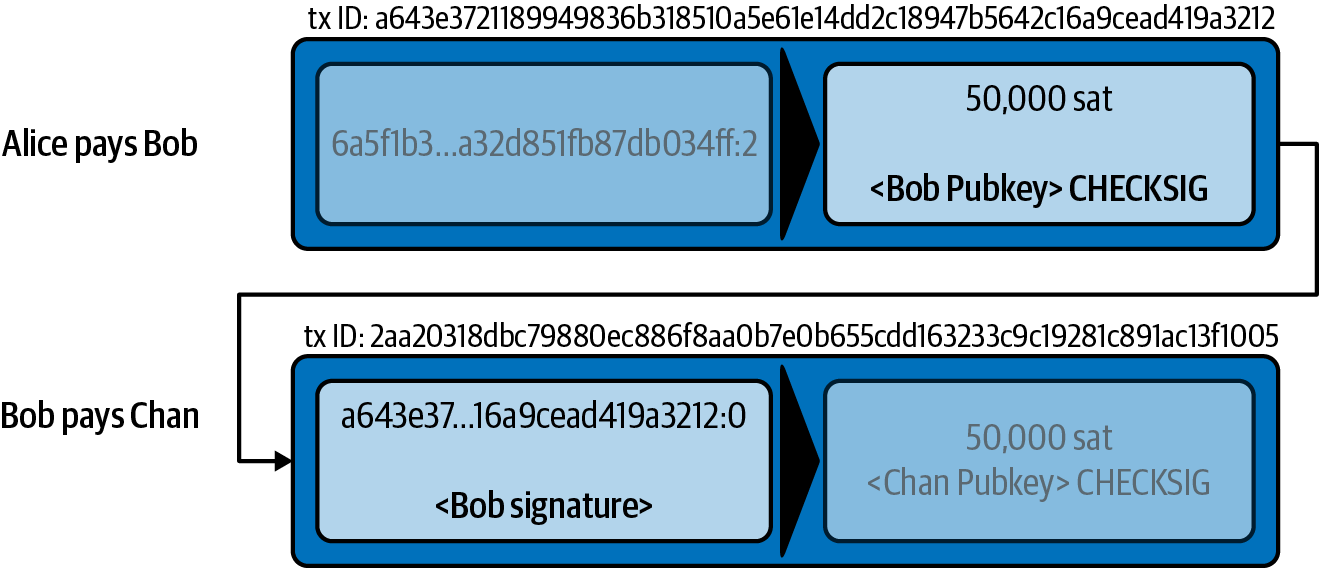 tx ID: a643e3721189949836b318510a5e61e14dd2c18947b5642c16a9cead419a3212
Alice pays Bob
6a5f1b3...a32d851fb87db034ff:2
50,000 sat
<Bob Pubkey> CHECKSIG
tx ID: 2aa20318dbc79880ec886f8aa0b7e0b655cdd163233c9c19281c891ac13f1005
Bob pays Chan
a643e37...16a9cead419a3212:0
<Bob signature>
50,000 sat
<Chan Pubkey> CHECKSIG